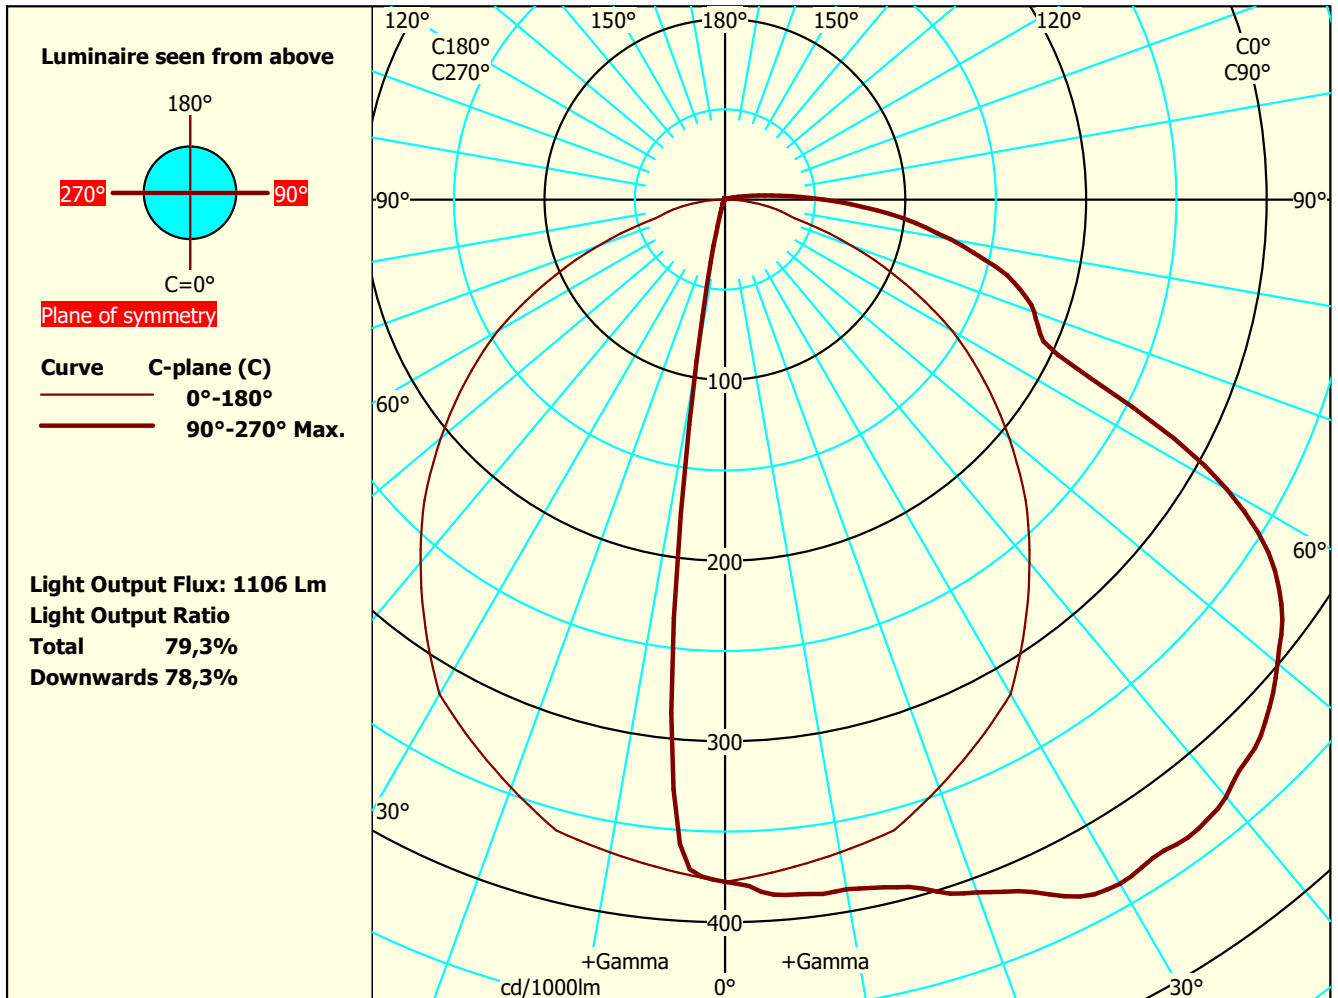 Luminaire seen from above
180°
270°
90°
C=0°
Plane of symmetry
Curve C-plane (C)
0°-180°
90°-270° Max.
Light Output Flux: 1106 Lm
Light Output Ratio
Total 79,3%
Downwards 78,3%
120° 150° 180° 150° 120°
C180° C0°
C270° C90°
90° 90°
100
60°
200
60°
300
30°
400
+Gamma +Gamma
cd/1000lm 0° 30°